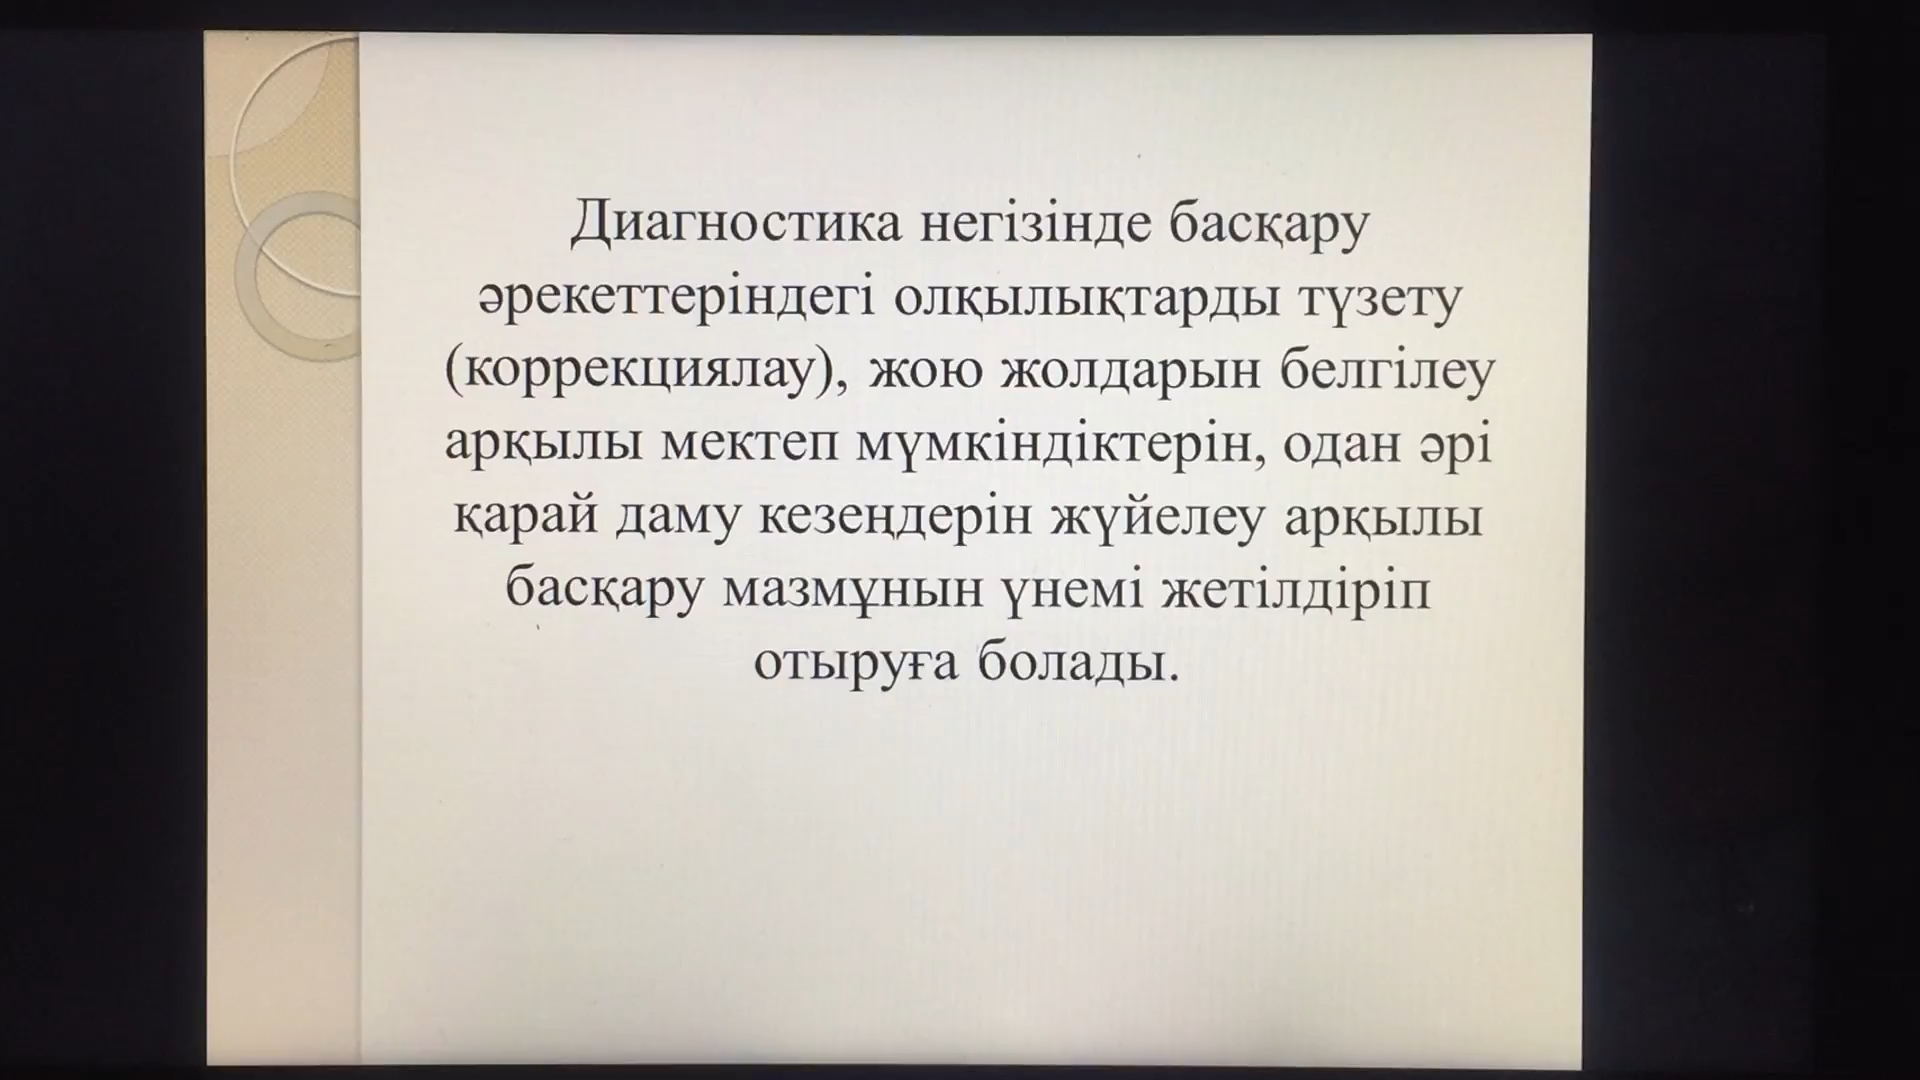 Диагностика негізінде басқару
әрекеттеріндегі олқылықтарды түзету
(коррекциялау), жою жолдарын белгілеу
арқылы мектеп мүмкіндіктерін, одан әрі
қарай даму кезеңдерін жүйелеу арқылы
басқару мазмұнын үнемі жетілдіріп
отыруға болады.